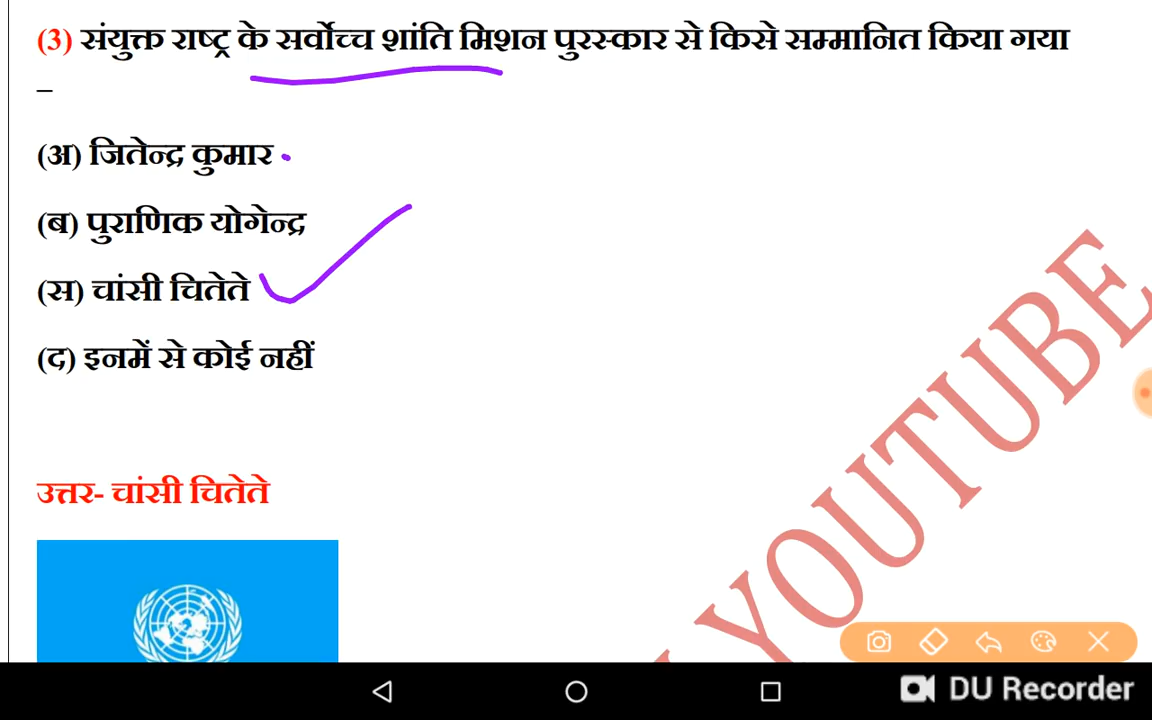 (3) संयुक्त राष्ट्र के सर्वोच्च शांति मिशन पुरस्कार से किसे सम्मानित किया गया
–
(अ) जितेन्द्र कुमार
(ब) पुराणिक योगेन्द्र
(स) चांसी चितेते
(द) इनमें से कोई नहीं
उत्तर- चांसी चितेते
YOUTUBE
DU Recorder